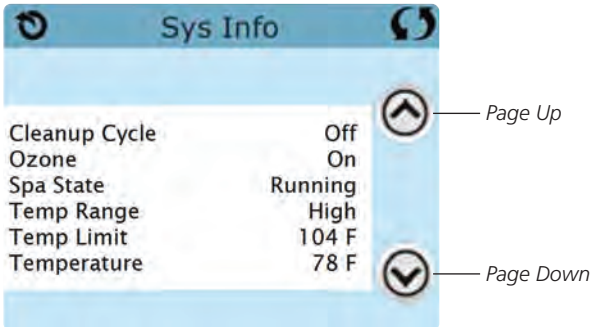 Sys Info
Page Up
Cleanup Cycle Off
Ozone On
Spa State Running
Temp Range High
Temp Limit 104 F
Temperature 78 F
Page Down